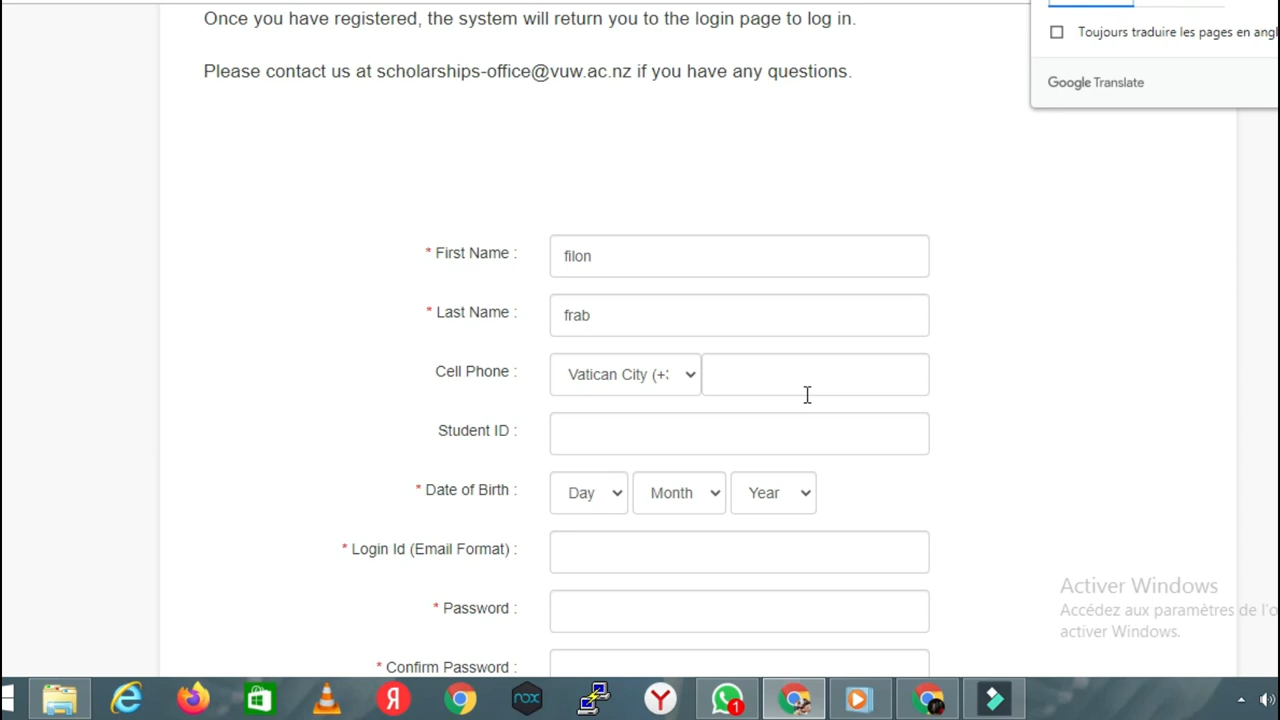 Once you have registered, the system will return you to the login page to log in.
Toujours traduire les pages en angl
Please contact us at scholarships-office@vuw.ac.nz if you have any questions.
Google Translate
* First Name :
filon
* Last Name :
frab
Cell Phone :
Vatican City (+3
Student ID :
* Date of Birth :
Day
Month
Year
* Login Id (Email Format) :
* Password :
* Confirm Password :
Activer Windows
Accédez aux paramètres de l'o
activer Windows.
nox
1